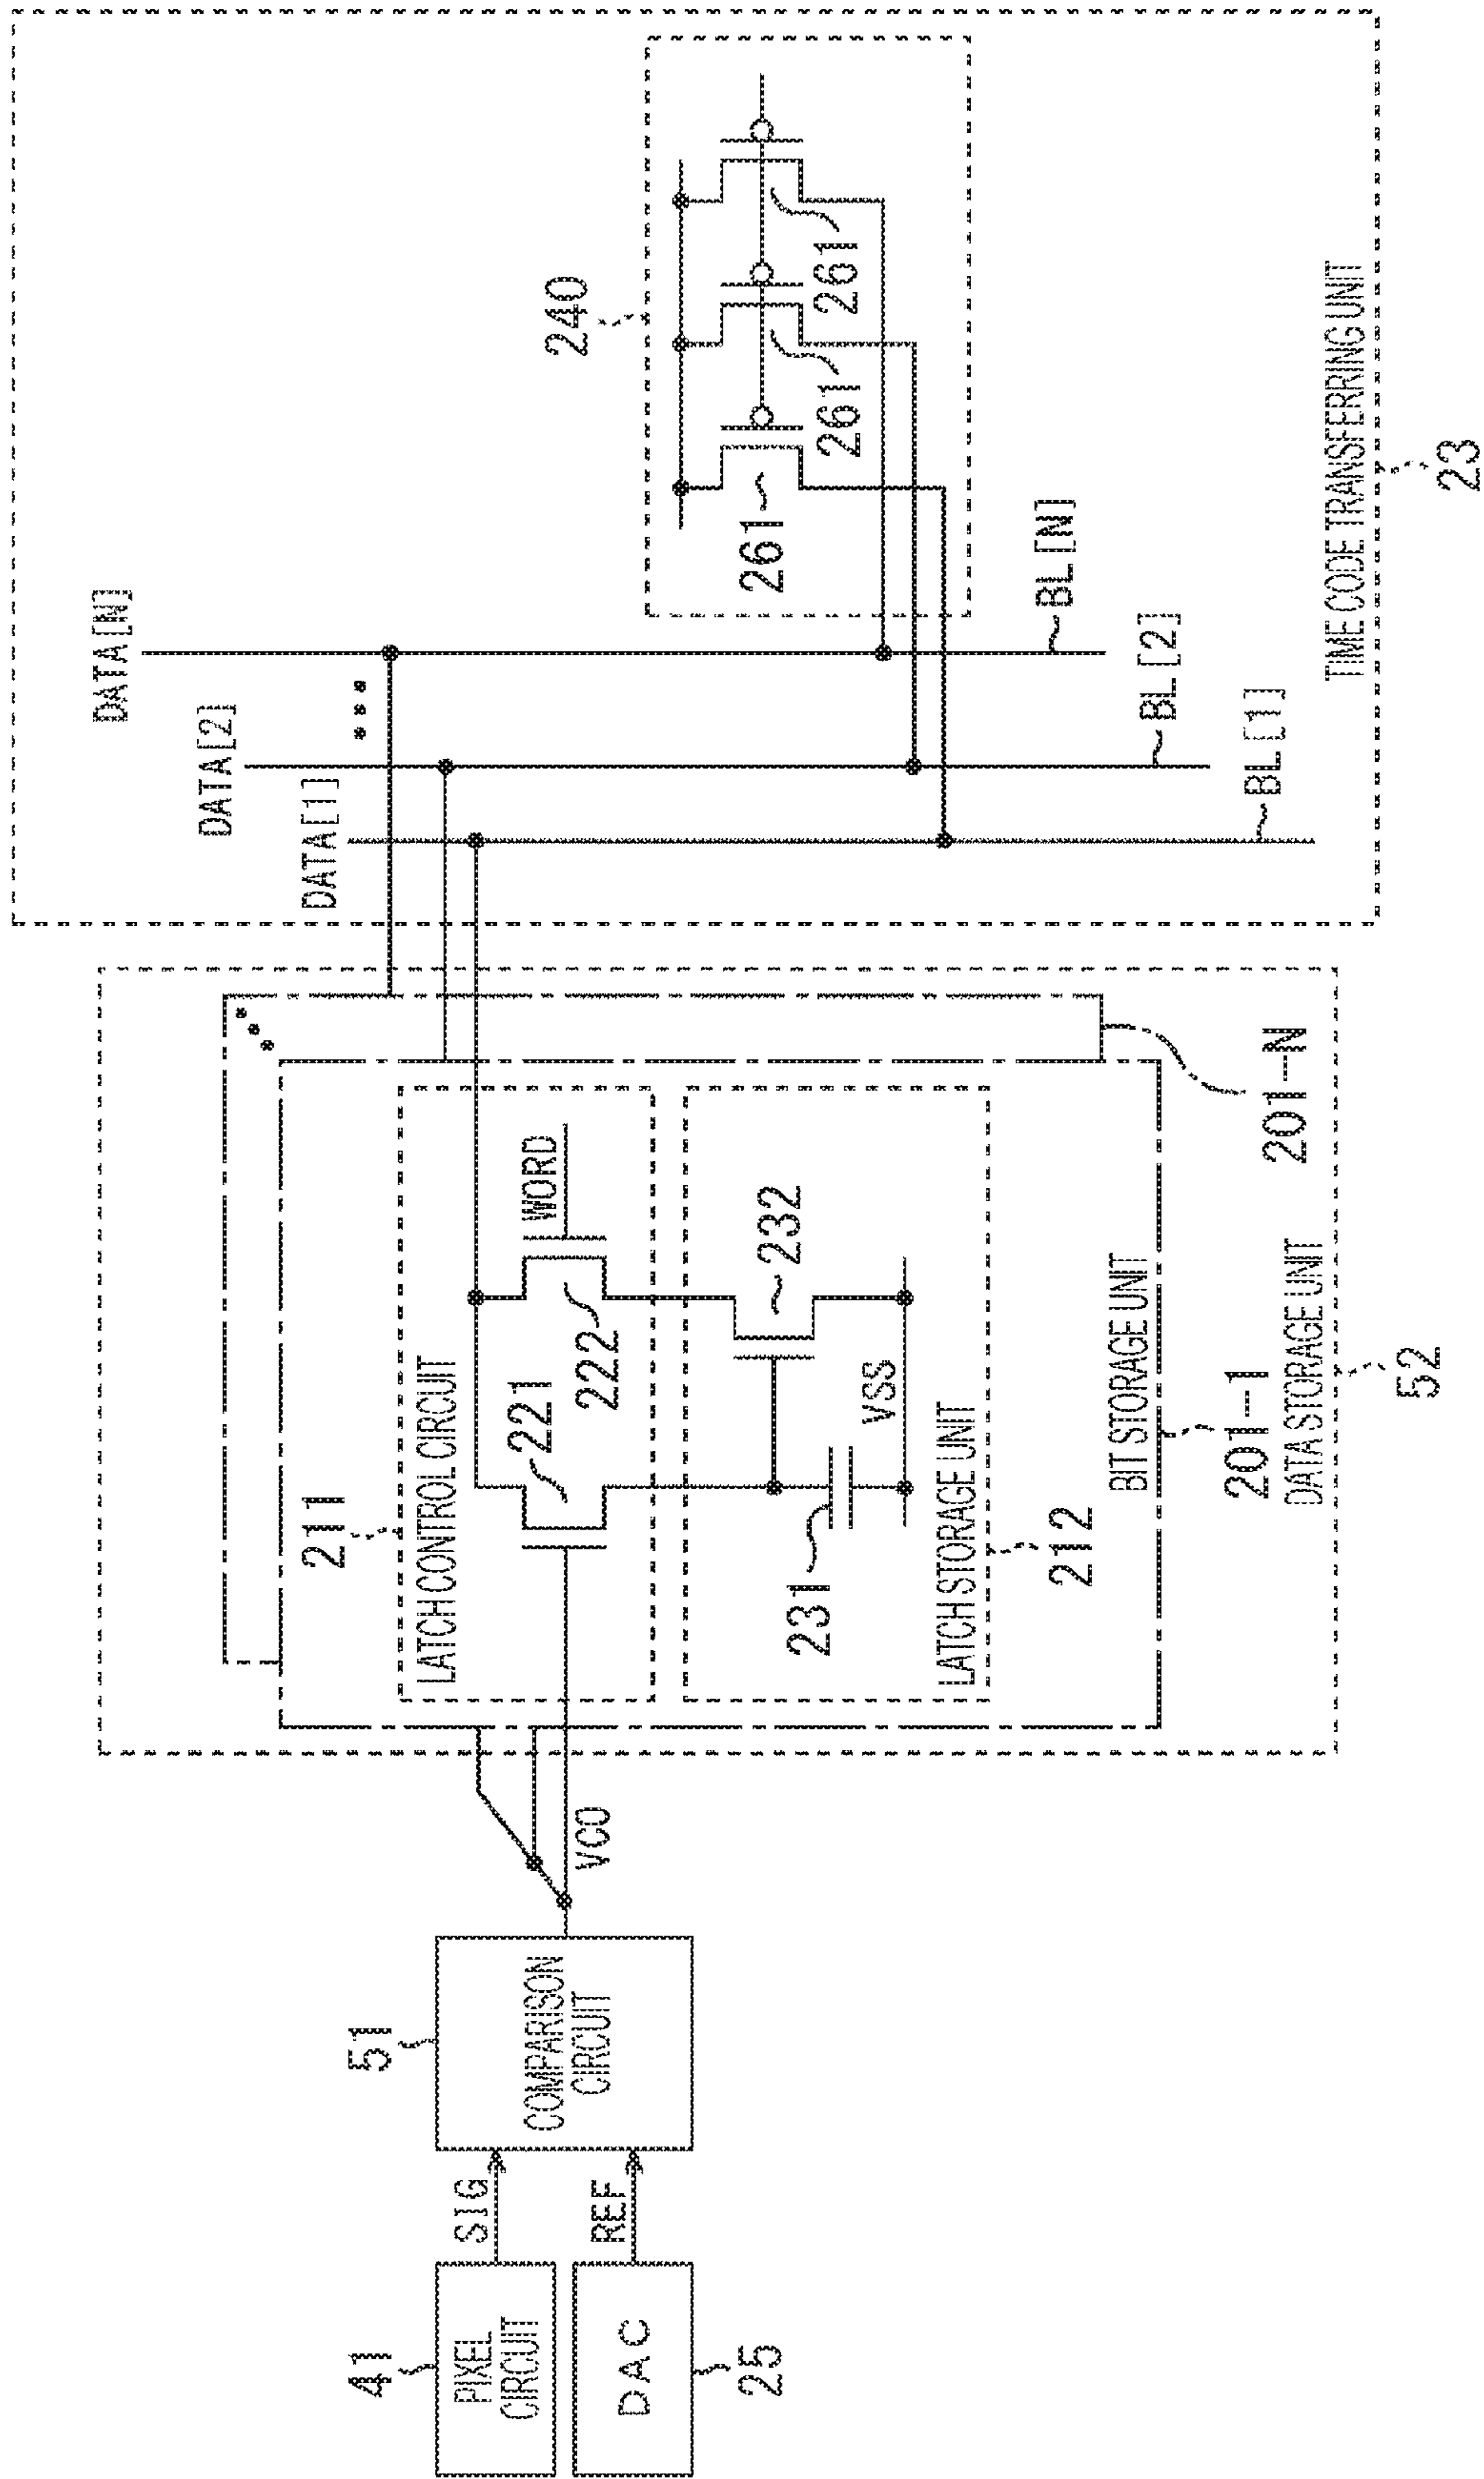 41
PIXEL
CIRCUIT
SIG
DAC
25
REF
51
COMPARISON
CIRCUIT
VCO
211
LATCH CONTROL CIRCUIT
221
222
WORD
231
232
VSS
LATCH STORAGE UNIT
212
BIT STORAGE UNIT
201-1
201-N
DATA STORAGE UNIT
52
DATA[1]
DATA[2]
DATA[N]
•••
240
261
261
261
BL[N]
BL[2]
BL[1]
TIME CODE TRANSFERRING UNIT
23